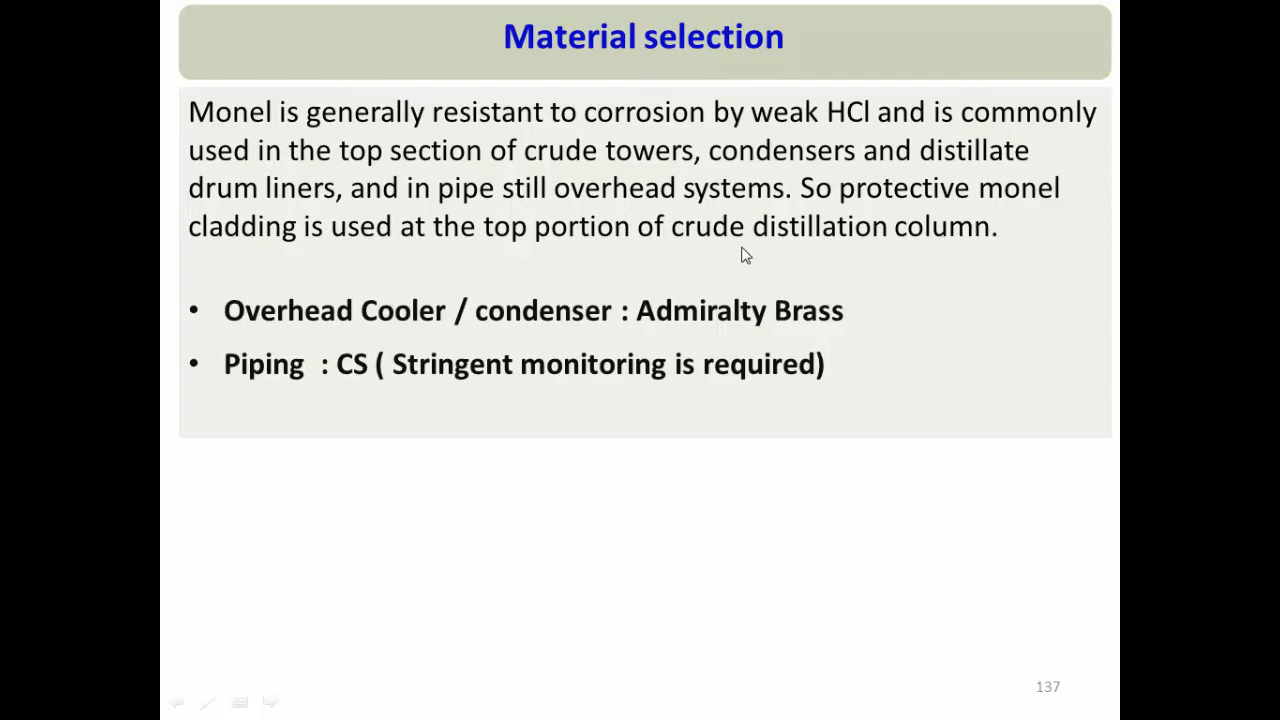 Material selection
Monel is generally resistant to corrosion by weak HCl and is commonly
used in the top section of crude towers, condensers and distillate
drum liners, and in pipe still overhead systems. So protective monel
cladding is used at the top portion of crude distillation column.
• Overhead Cooler / condenser : Admiralty Brass
• Piping : CS ( Stringent monitoring is required)
137